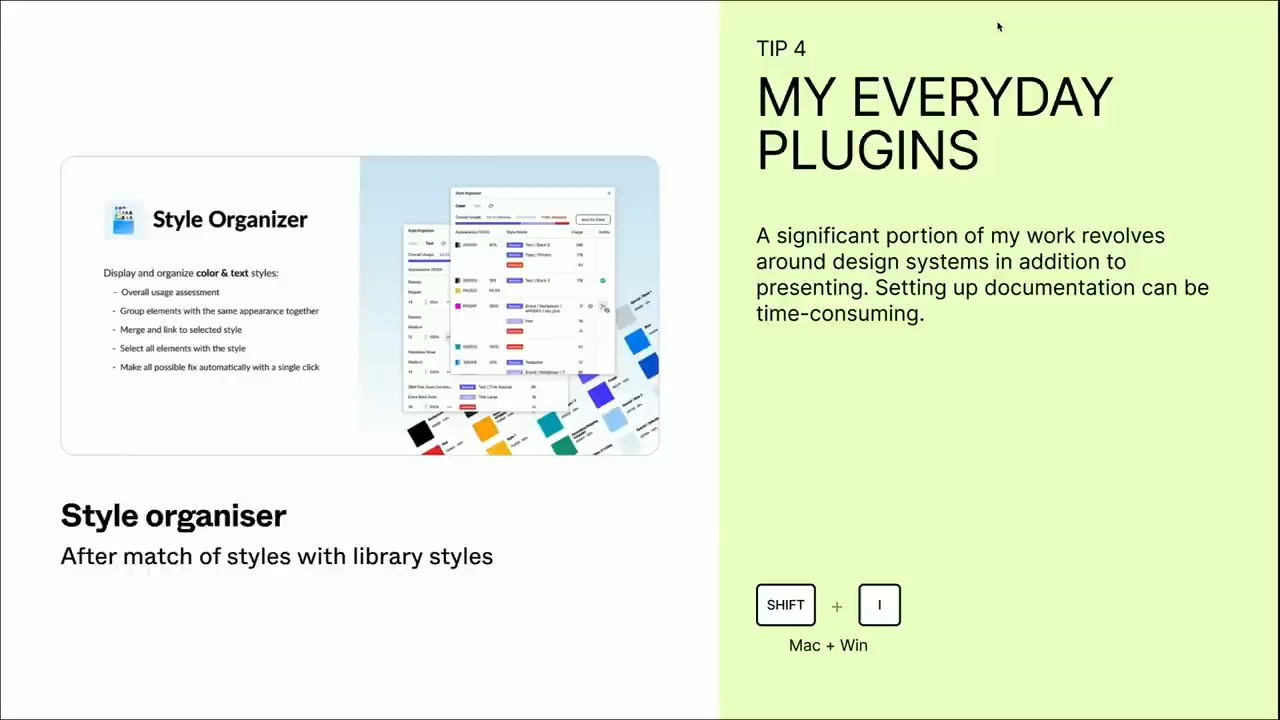 Style Organizer
Display and organize color & text styles:
- Overall usage assessment
- Group elements with the same appearance together
- Merge and link to selected style
- Select all elements with the style
- Make all possible fix automatically with a single click
Style organiser
After match of styles with library styles
TIP 4
MY EVERYDAY
PLUGINS
A significant portion of my work revolves
around design systems in addition to
presenting. Setting up documentation can be
time-consuming.
SHIFT + I
Mac + Win